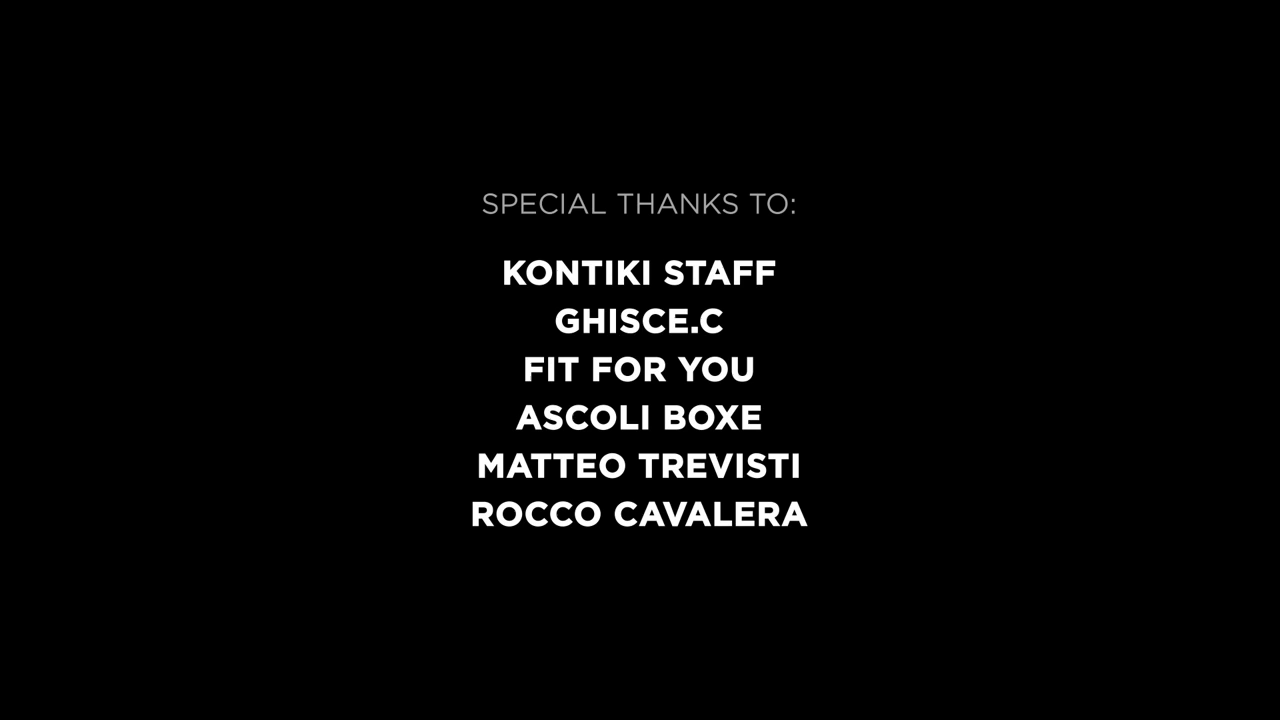 SPECIAL THANKS TO:
KONTIKI STAFF
GHISCE.C
FIT FOR YOU
ASCOLI BOXE
MATTEO TREVISTI
ROCCO CAVALERA